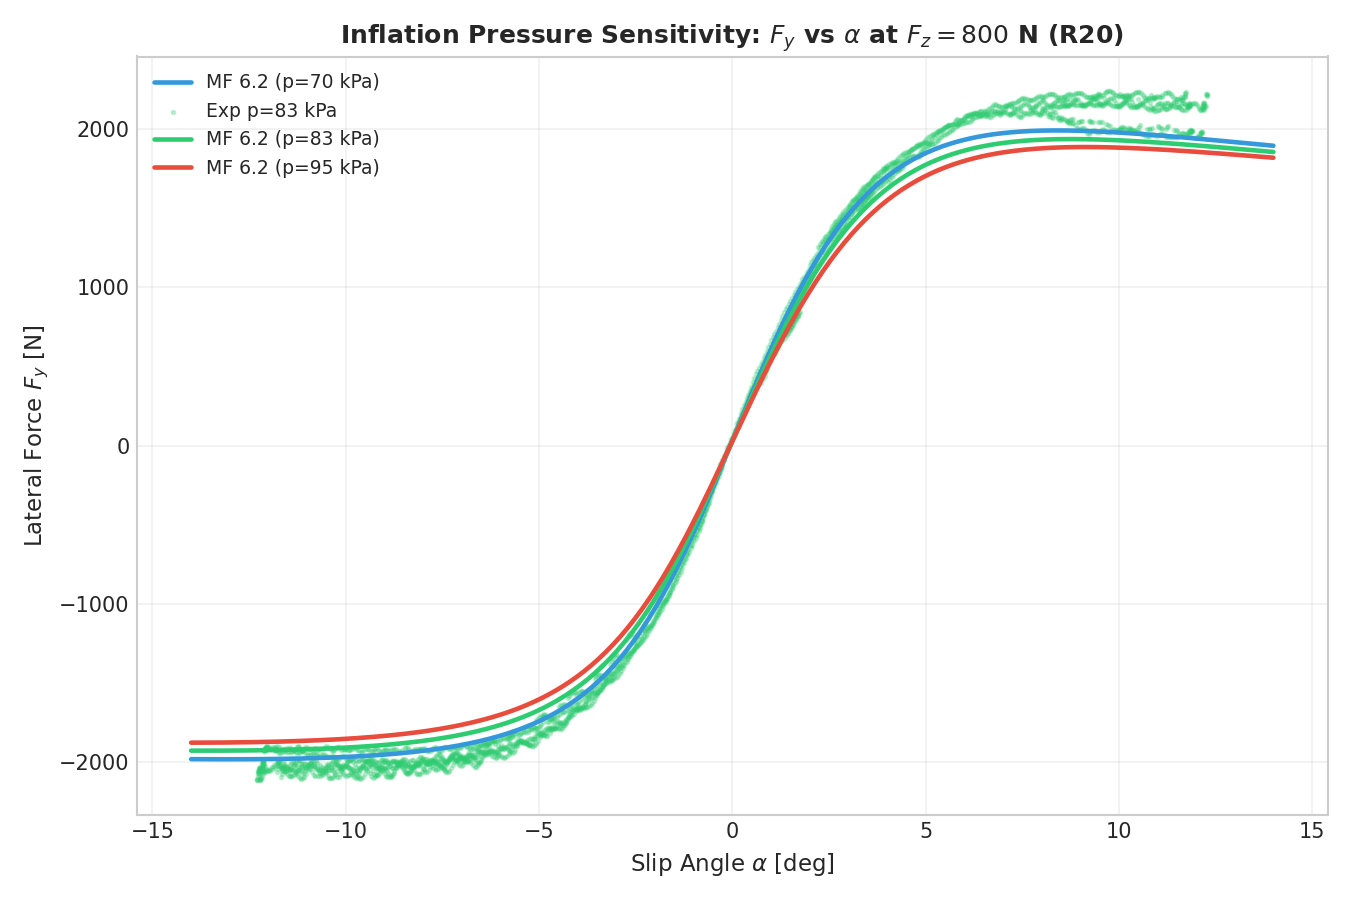 Inflation Pressure Sensitivity: F_y vs α at F_z = 800 N (R20)
MF 6.2 (p=70 kPa)
Exp p=83 kPa
MF 6.2 (p=83 kPa)
MF 6.2 (p=95 kPa)
Lateral Force F_y [N]
2000
1000
0
−1000
−2000
−15
−10
−5
0
5
10
15
Slip Angle α [deg]